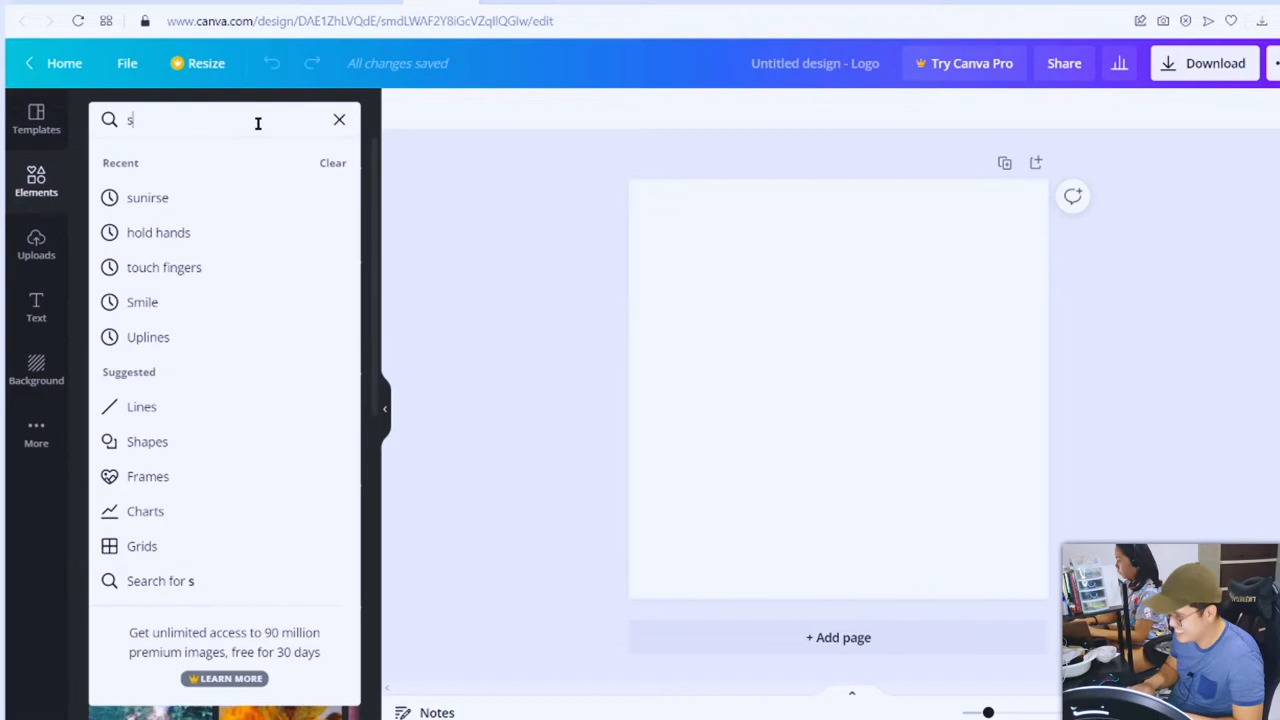 www.canva.com/design/DAE1ZhLVQdE/smdLWAF2Y8iGcVZqIlQGlw/edit
Home File Resize All changes saved Untitled design - Logo Try Canva Pro Share Download
Templates
Elements
Uploads
Text
Background
More
s
Recent Clear
sunirse
hold hands
touch fingers
Smile
Uplines
Suggested
Lines
Shapes
Frames
Charts
Grids
Search for s
Get unlimited access to 90 million
premium images, free for 30 days
LEARN MORE
+ Add page
Notes